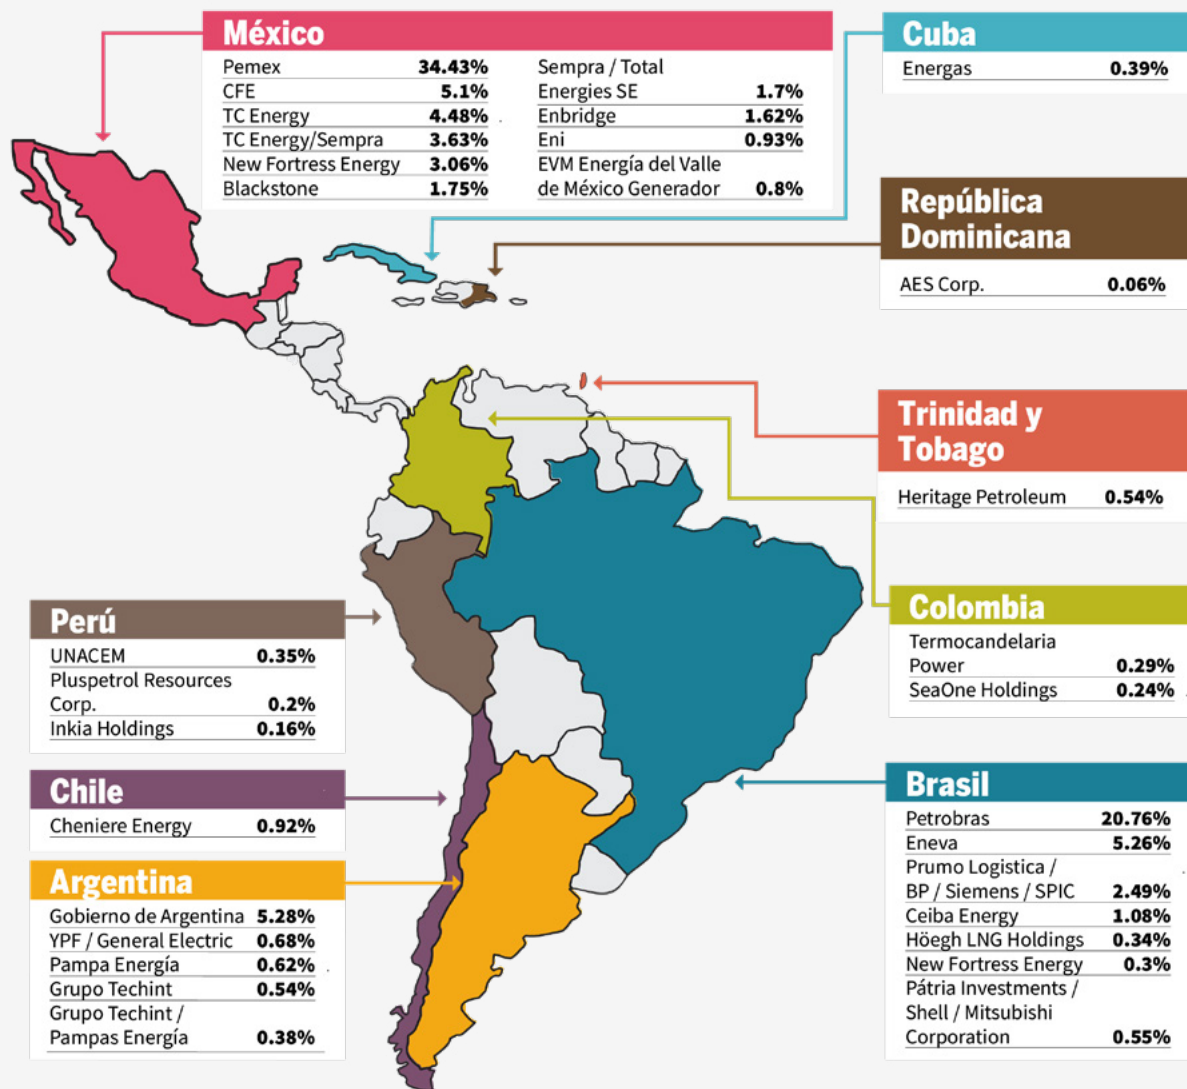 México
Pemex 34.43%
CFE 5.1%
TC Energy 4.48%
TC Energy/Sempra 3.63%
New Fortress Energy 3.06%
Blackstone 1.75%
Sempra / Total
Energies SE 1.7%
Enbridge 1.62%
Eni 0.93%
EVM Energía del Valle
de México Generador 0.8%
Cuba
Energas 0.39%
República
Dominicana
AES Corp. 0.06%
Trinidad y
Tobago
Heritage Petroleum 0.54%
Colombia
Termocandelaria
Power 0.29%
SeaOne Holdings 0.24%
Perú
UNACEM 0.35%
Pluspetrol Resources
Corp. 0.2%
Inkia Holdings 0.16%
Chile
Cheniere Energy 0.92%
Argentina
Gobierno de Argentina 5.28%
YPF / General Electric 0.68%
Pampa Energía 0.62%
Grupo Techint 0.54%
Grupo Techint /
Pampas Energía 0.38%
Brasil
Petrobras 20.76%
Eneva 5.26%
Prumo Logistica /
BP / Siemens / SPIC 2.49%
Ceiba Energy 1.08%
Höegh LNG Holdings 0.34%
New Fortress Energy 0.3%
Pátria Investments /
Shell / Mitsubishi
Corporation 0.55%